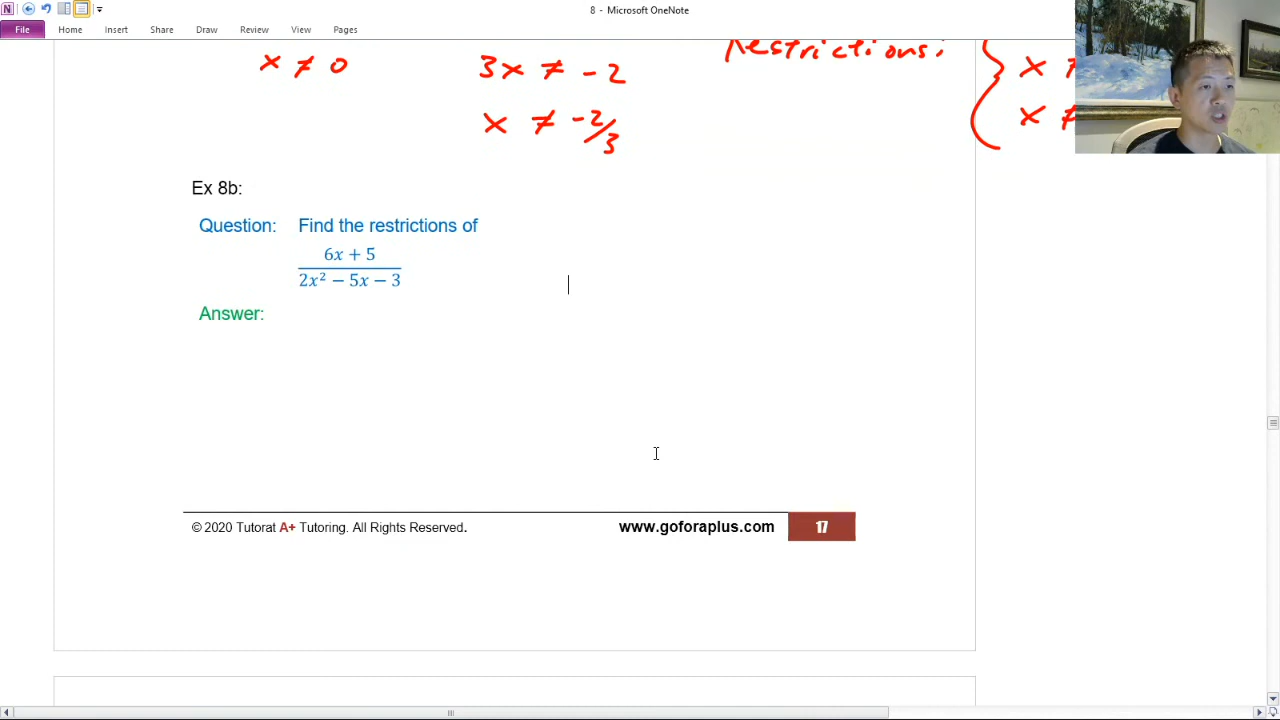 8 - Microsoft OneNote
File Home Insert Share Draw Review View Pages
Restrictions:
x ≠ 0 3x ≠ -2 x
x ≠ -2/3 x ≠
Ex 8b:
Question: Find the restrictions of
6x + 5
2x² − 5x − 3
Answer:
© 2020 Tutorat A+ Tutoring. All Rights Reserved. www.goforaplus.com 17